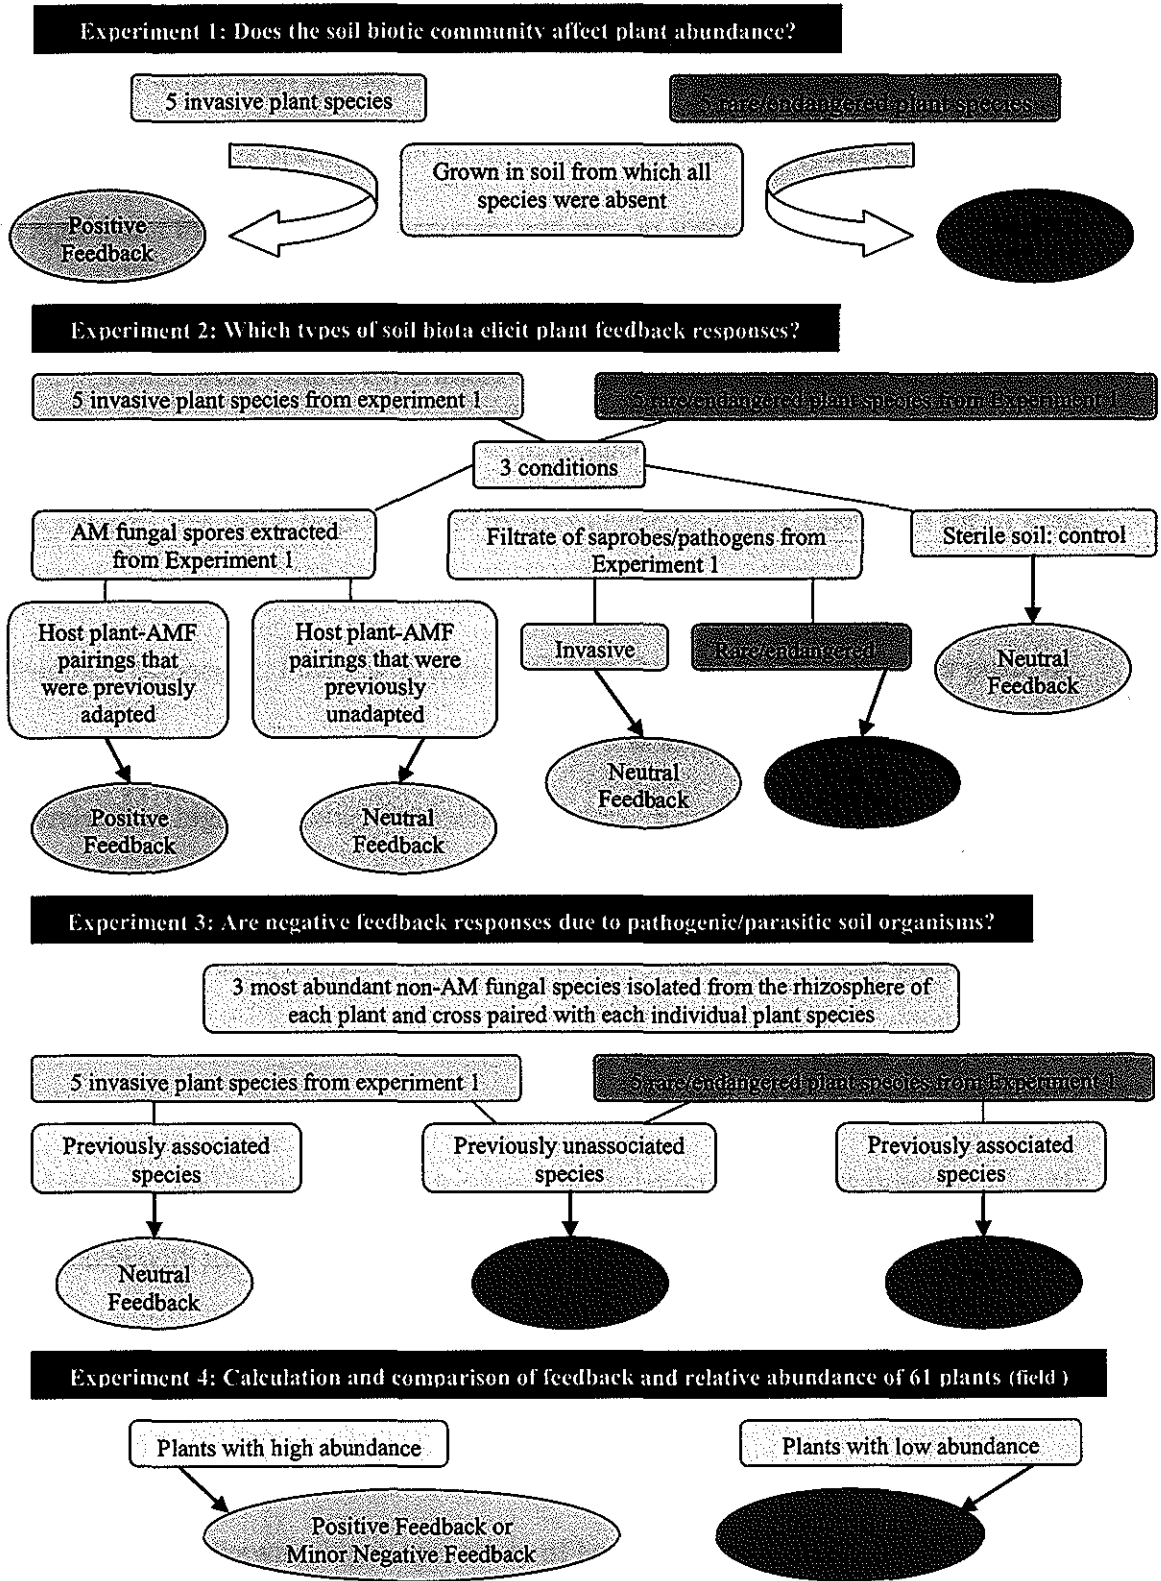 Experiment 1: Does the soil biotic community affect plant abundance?
5 invasive plant species
5 rare/endangered plant species
Grown in soil from which all
species were absent
Positive
Feedback
Experiment 2: Which types of soil biota elicit plant feedback responses?
5 invasive plant species from experiment 1
5 rare/endangered plant species from Experiment 1
3 conditions
AM fungal spores extracted
from Experiment 1
Filtrate of saprobes/pathogens from
Experiment 1
Sterile soil: control
Host plant-AMF
pairings that
were previously
adapted
Host plant-AMF
pairings that were
previously
unadapted
Invasive
Rare/endangered
Neutral
Feedback
Positive
Feedback
Neutral
Feedback
Neutral
Feedback
Experiment 3: Are negative feedback responses due to pathogenic/parasitic soil organisms?
3 most abundant non-AM fungal species isolated from the rhizosphere of
each plant and cross paired with each individual plant species
5 invasive plant species from experiment 1
5 rare/endangered plant species from Experiment 1
Previously associated
species
Previously unassociated
species
Previously associated
species
Neutral
Feedback
Experiment 4: Calculation and comparison of feedback and relative abundance of 61 plants (field )
Plants with high abundance
Plants with low abundance
Positive Feedback or
Minor Negative Feedback